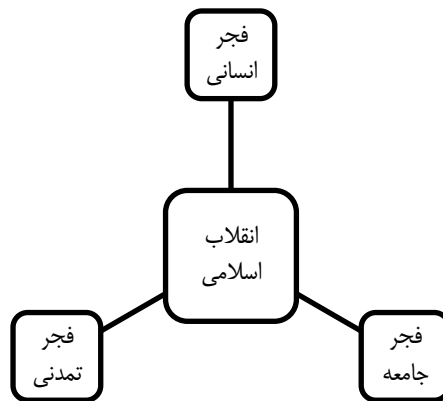 فجر
انسانی
انقلاب
اسلامی
فجر
جامعه
فجر
تمدنی